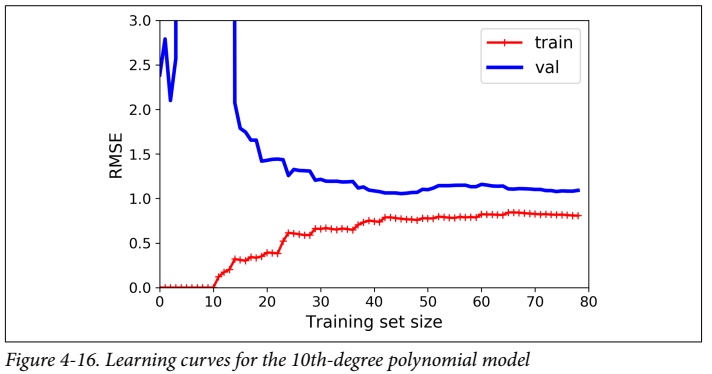 3.0
2.5
2.0
1.5
1.0
0.5
0.0
RMSE
train
val
0 10 20 30 40 50 60 70 80
Training set size
Figure 4-16. Learning curves for the 10th-degree polynomial model